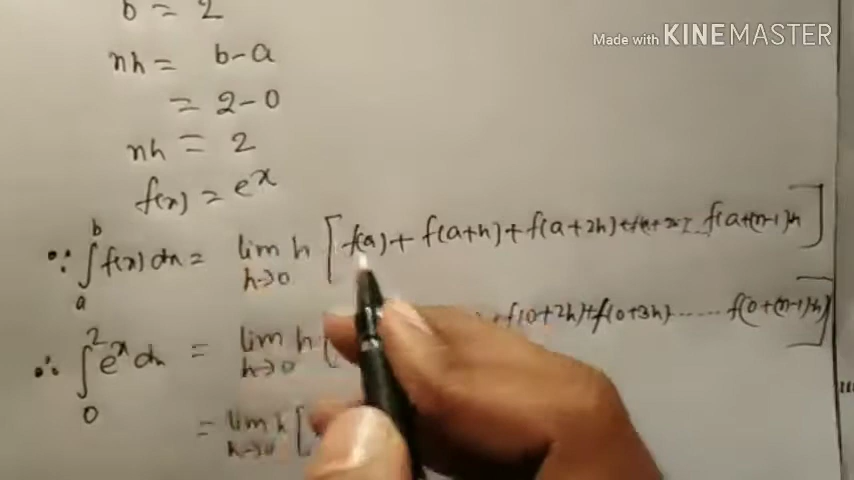 Made with KINEMASTER
b = 2
nh = b-a
= 2-0
nh = 2
f(x) = e^x
∵ ∫_a^b f(x) dx = lim_{h→0} h [f(a) + f(a+h) + f(a+2h) + ... f(a+(n-1)h]
∴ ∫_0^2 e^x dx = lim_{h→0} h [ + f(0+2h)+f(0+3h)...... f(0+(n-1)h)]
= lim_{h→0} h [